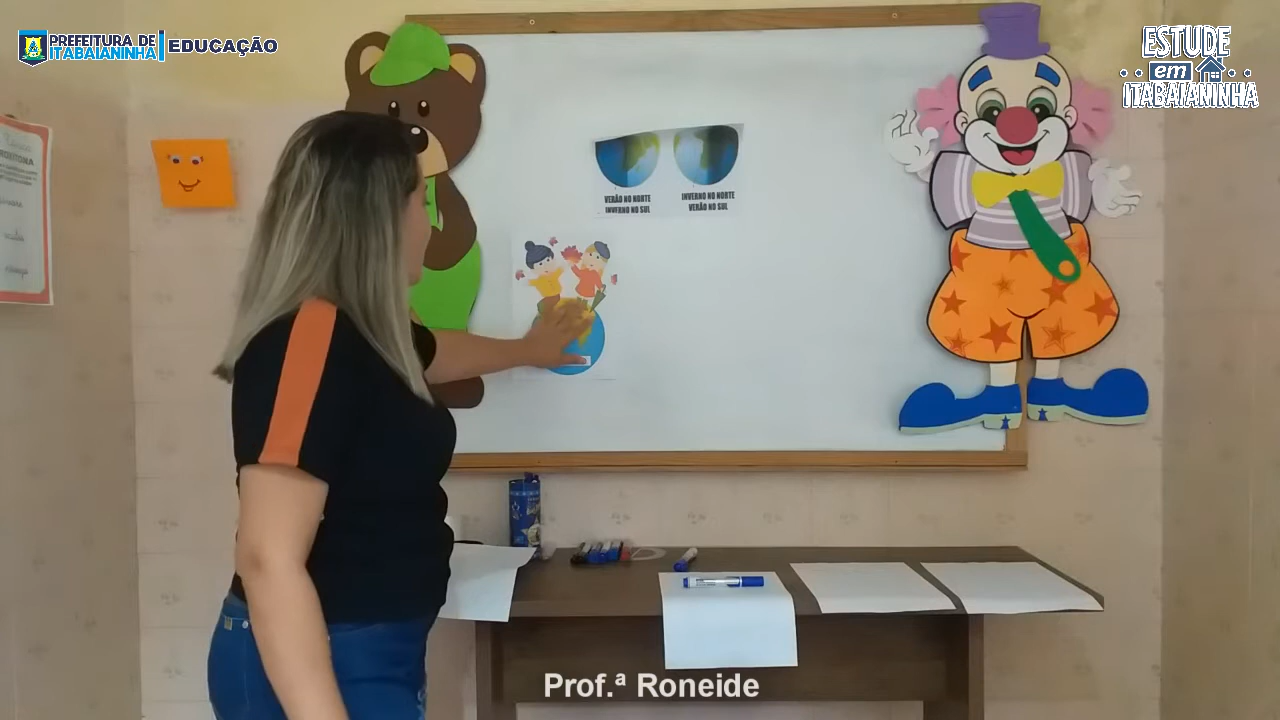 PREFEITURA DE
ITABAIANINHA
EDUCAÇÃO
ESTUDE
em
ITABAIANINHA
VERÃO NO NORTE
INVERNO NO SUL
INVERNO NO NORTE
VERÃO NO SUL
Prof.ª Roneide